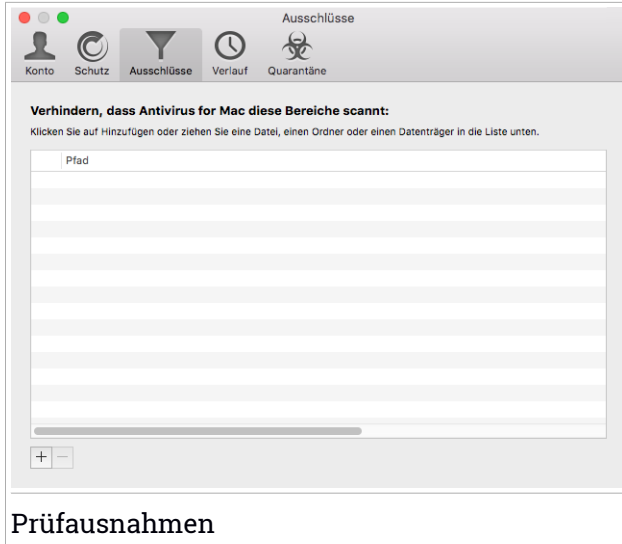 Ausschlüsse
Konto Schutz Ausschlüsse Verlauf Quarantäne
Verhindern, dass Antivirus for Mac diese Bereiche scannt:
Klicken Sie auf Hinzufügen oder ziehen Sie eine Datei, einen Ordner oder einen Datenträger in die Liste unten.
Pfad
Prüfausnahmen